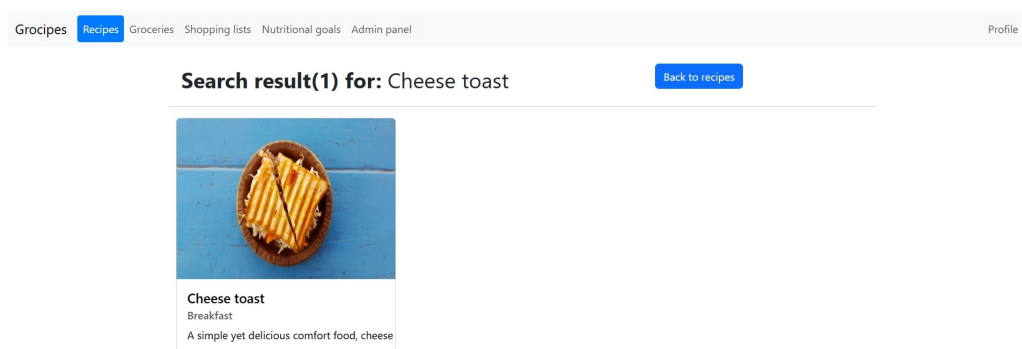 Grocipes Recipes Groceries Shopping lists Nutritional goals Admin panel Profile
Search result(1) for: Cheese toast Back to recipes
Cheese toast
Breakfast
A simple yet delicious comfort food, cheese